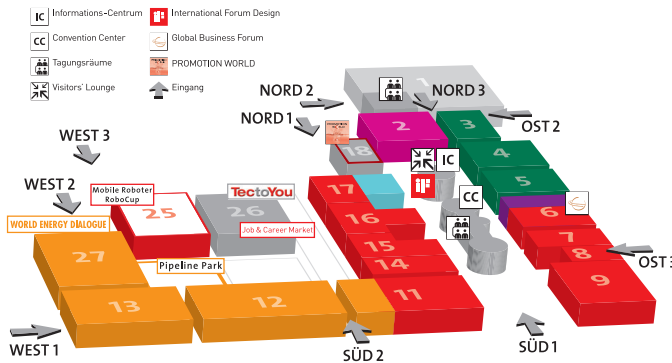 IC Informations-Centrum
International Forum Design
CC Convention Center
Global Business Forum
Tagungsräume
PROMOTION WORLD
Visitors' Lounge
Eingang
NORD 2
NORD 3
NORD 1
OST 2
WEST 3
WEST 2
WEST 1
OST 3
SÜD 1
SÜD 2
1
2
3
4
5
6
7
8
9
11
12
13
14
15
16
17
18
25
26
27
IC
CC
Mobile Roboter
RoboCup
TectoYou
Job & Career Market
WORLD ENERGY DIALOGUE
Pipeline Park